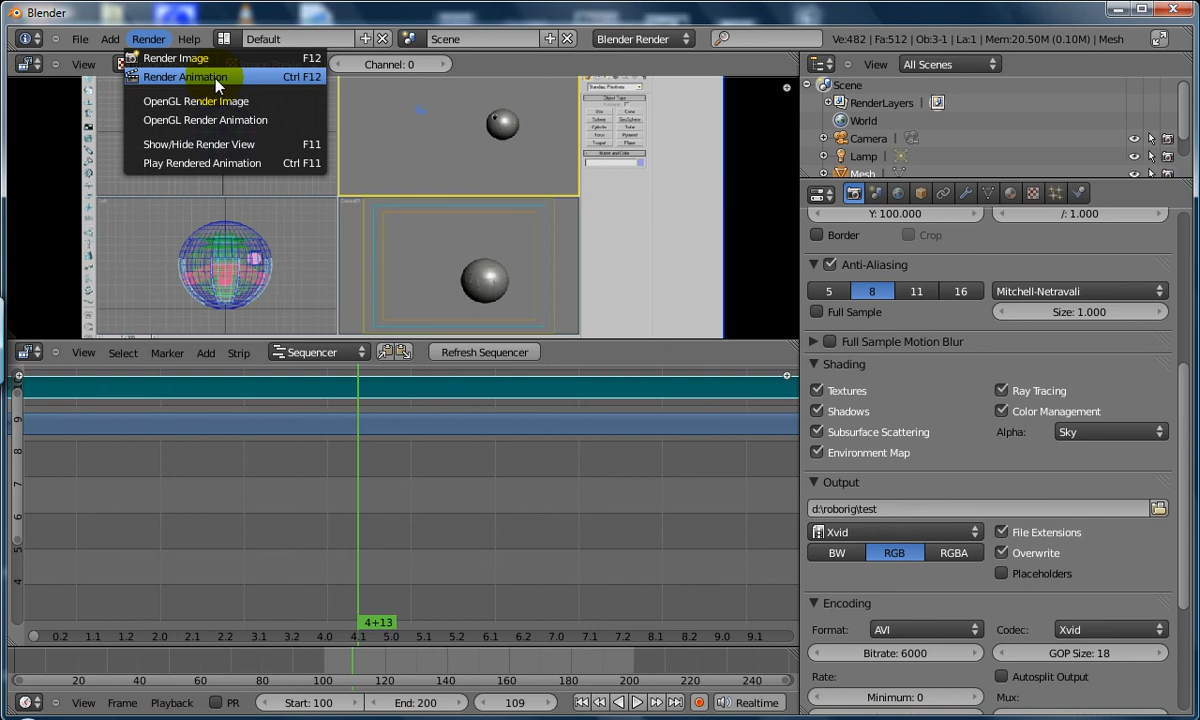 Blender
File Add Render Help Default Scene Blender Render Ve:482 | Fa:512 | Ob:3-1 | La:1 | Mem:20.50M (0.10M) | Mesh
View Channel: 0 View All Scenes
Render Image F12
Render Animation Ctrl F12
OpenGL Render Image
OpenGL Render Animation
Show/Hide Render View F11
Play Rendered Animation Ctrl F11
Scene
RenderLayers
World
Camera
Lamp
Mesh
Y: 100.000 /: 1.000
Border Crop
Anti-Aliasing
5 8 11 16 Mitchell-Netravali
Full Sample Size: 1.000
Full Sample Motion Blur
Shading
Textures Ray Tracing
Shadows Color Management
Subsurface Scattering Alpha: Sky
Environment Map
Output
d:\roborig\test
Xvid File Extensions
BW RGB RGBA Overwrite
Placeholders
Encoding
Format: AVI Codec: Xvid
Bitrate: 6000 GOP Size: 18
Rate: Autosplit Output
Minimum: 0 Mux:
View Select Marker Add Strip Sequencer Refresh Sequencer
9
8
7
6
5
4
4+13
0.2 1.1 1.2 2.0 2.1 2.2 3.1 3.2 4.0 4.1 5.0 5.1 5.2 6.1 6.2 7.0 7.1 7.2 8.1 8.2 9.0 9.1
20 40 60 80 100 120 140 160 180 200 220 240
View Frame Playback PR Start: 100 End: 200 109 Realtime